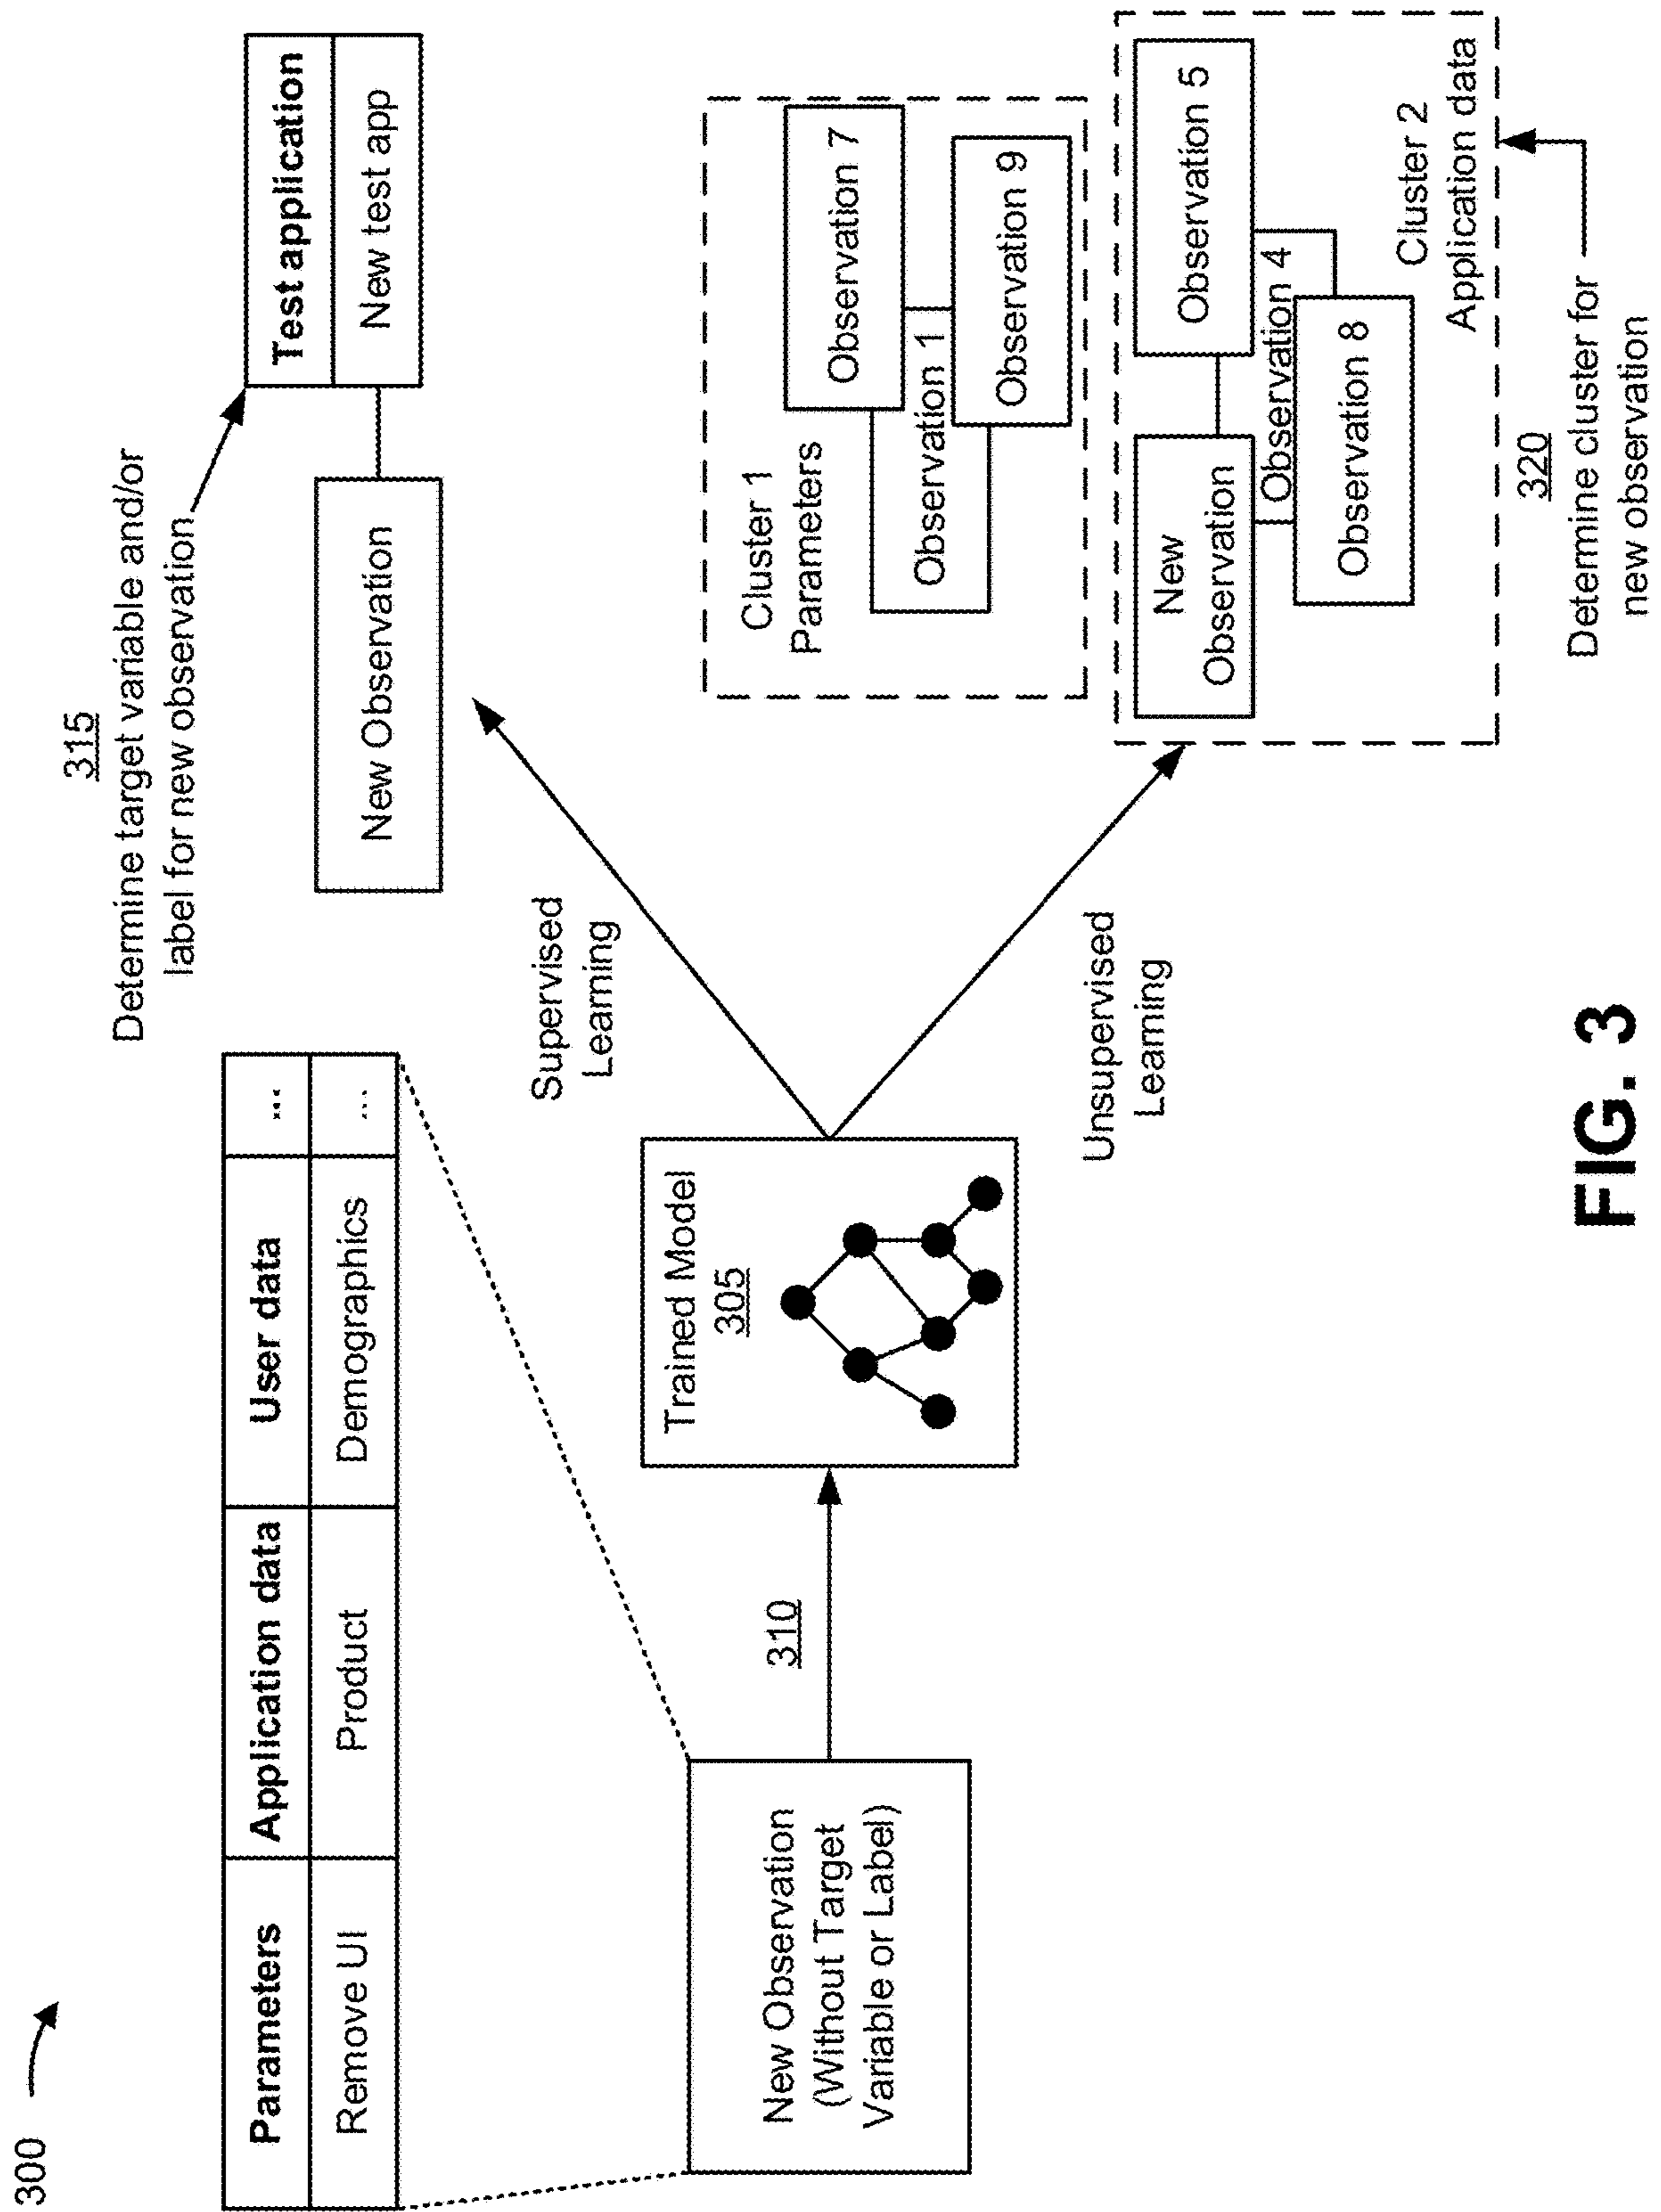 300
Parameters
Application data
User data
...
Remove UI
Product
Demographics
...
New Observation
(Without Target
Variable or Label)
310
Trained Model
305
Supervised
Learning
Unsupervised
Learning
315
Determine target variable and/or
label for new observation
New Observation
Test application
New test app
Cluster 1
Parameters
Observation 7
Observation 1
Observation 9
New
Observation
Observation 5
Observation 4
Observation 8
Cluster 2
Application data
320
Determine cluster for
new observation
FIG. 3